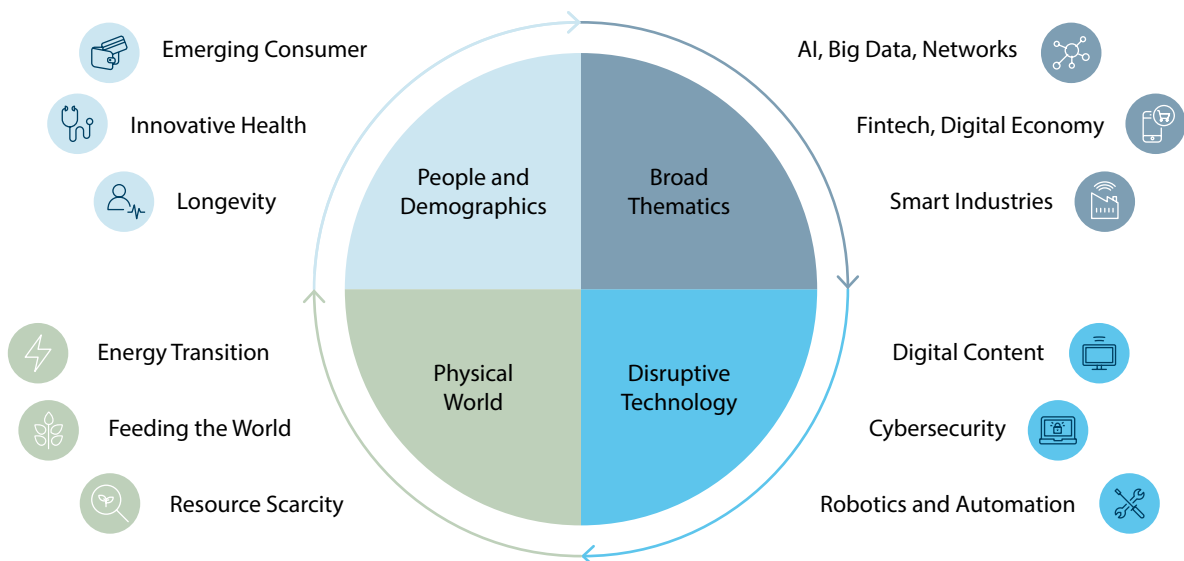 Emerging Consumer
Innovative Health
Longevity
People and
Demographics
Broad
Thematics
AI, Big Data, Networks
Fintech, Digital Economy
Smart Industries
Energy Transition
Feeding the World
Resource Scarcity
Physical
World
Disruptive
Technology
Digital Content
Cybersecurity
Robotics and Automation